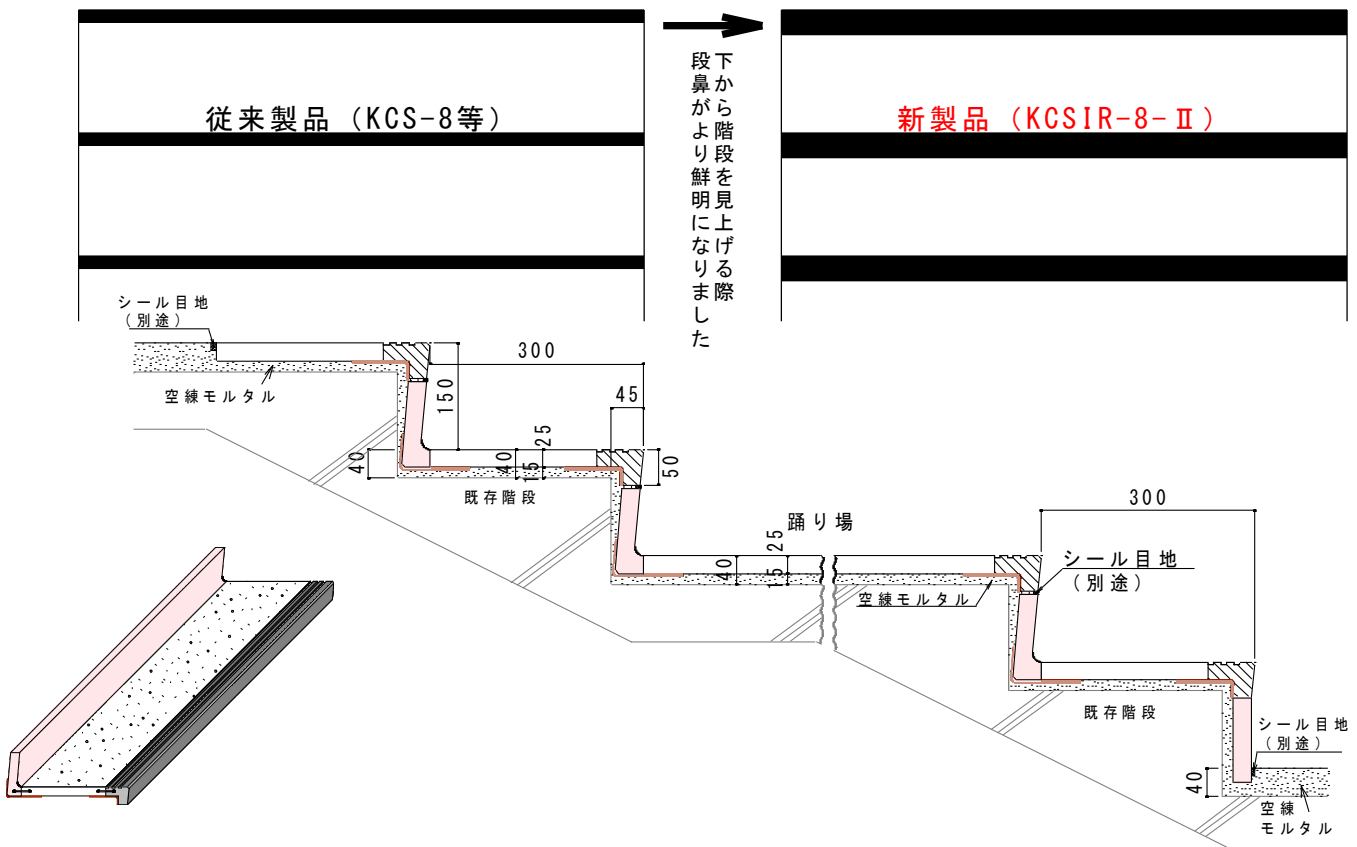 従来製品（KCS-8等）
下から階段を見上げる際
段鼻がより鮮明になりました
新製品（KCSIR-8-Ⅱ）
シール目地
（別途）
空練モルタル
300
150
45
25
40
40
15
50
既存階段
踊り場
25
40
15
空練モルタル
シール目地
（別途）
300
既存階段
シール目地
（別途）
40
空練
モルタル